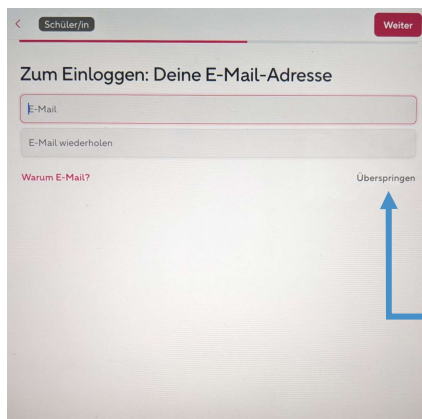 Schüler/in
Weiter
Zum Einloggen: Deine E-Mail-Adresse
E-Mail
E-Mail wiederholen
Warum E-Mail?
Überspringen